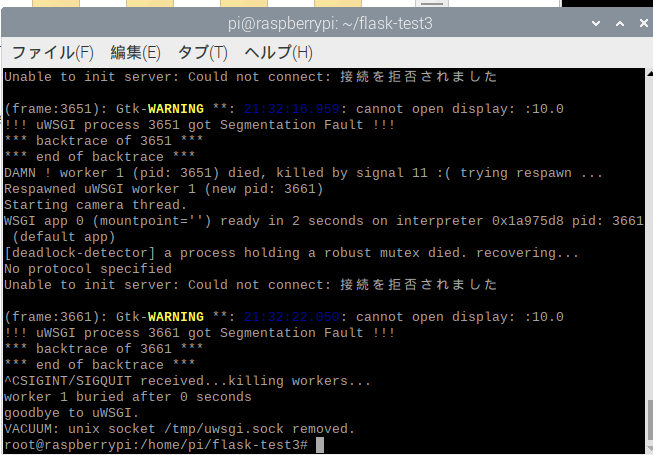 pi@raspberrypi: ~/flask-test3
ファイル(F) 編集(E) タブ(T) ヘルプ(H)
Unable to init server: Could not connect: 接続を拒否されました
(frame:3651): Gtk-WARNING **: 21:32:16.959: cannot open display: :10.0
!!! uWSGI process 3651 got Segmentation Fault !!!
*** backtrace of 3651 ***
*** end of backtrace ***
DAMN ! worker 1 (pid: 3651) died, killed by signal 11 :( trying respawn ...
Respawned uWSGI worker 1 (new pid: 3661)
Starting camera thread.
WSGI app 0 (mountpoint='') ready in 2 seconds on interpreter 0x1a975d8 pid: 3661
(default app)
[deadlock-detector] a process holding a robust mutex died. recovering...
No protocol specified
Unable to init server: Could not connect: 接続を拒否されました
(frame:3661): Gtk-WARNING **: 21:32:22.059: cannot open display: :10.0
!!! uWSGI process 3661 got Segmentation Fault !!!
*** backtrace of 3661 ***
*** end of backtrace ***
^CSIGINT/SIGQUIT received...killing workers...
worker 1 buried after 0 seconds
goodbye to uWSGI.
VACUUM: unix socket /tmp/uwsgi.sock removed.
root@raspberrypi:/home/pi/flask-test3#